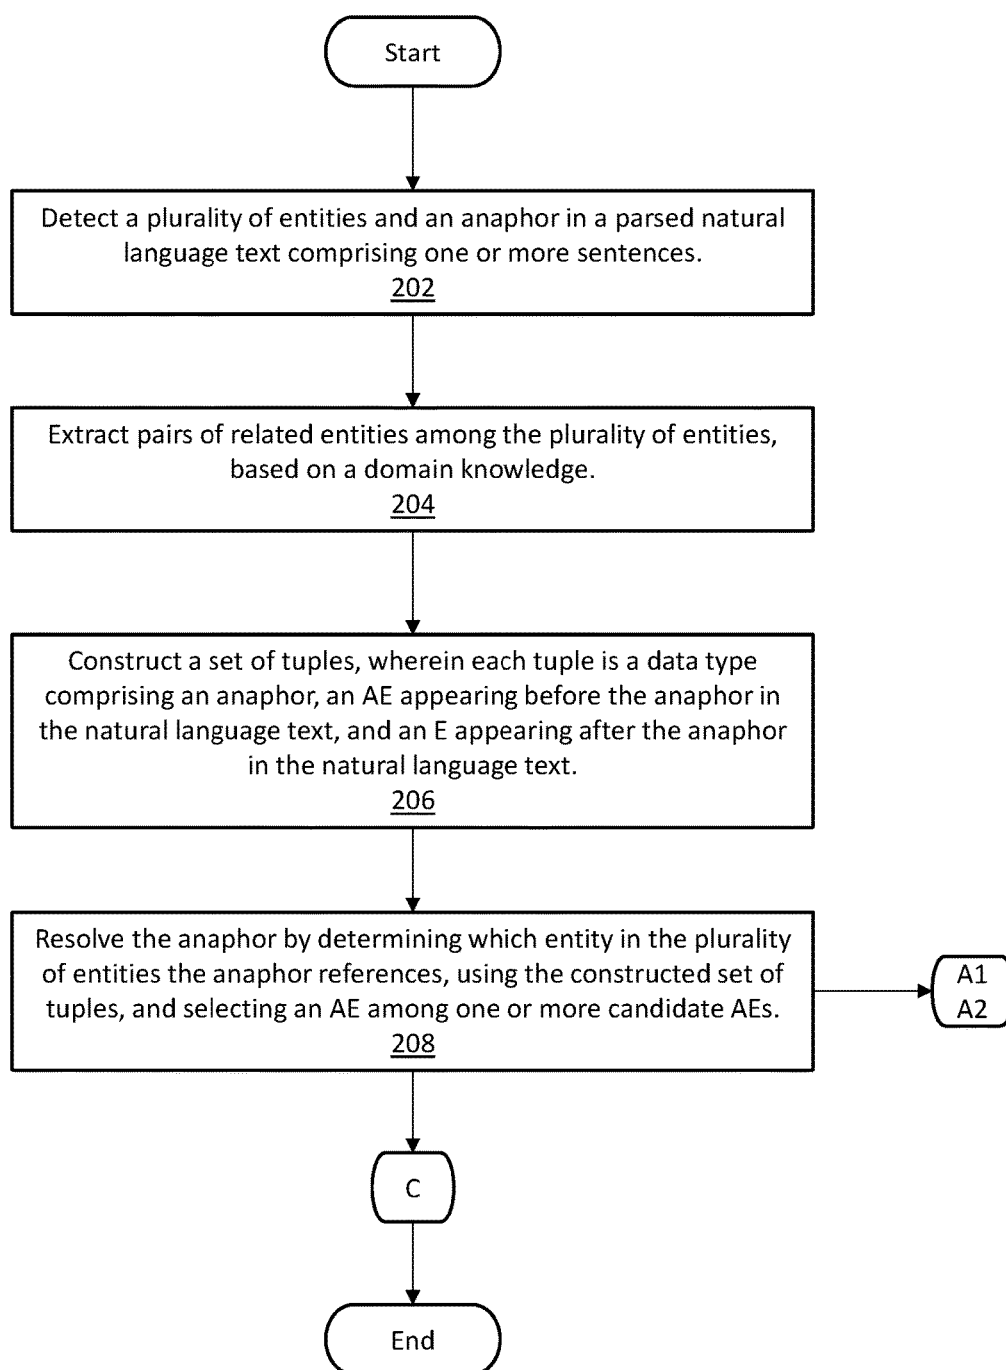 Start
Detect a plurality of entities and an anaphor in a parsed natural
language text comprising one or more sentences.
202
Extract pairs of related entities among the plurality of entities,
based on a domain knowledge.
204
Construct a set of tuples, wherein each tuple is a data type
comprising an anaphor, an AE appearing before the anaphor in
the natural language text, and an E appearing after the anaphor
in the natural language text.
206
Resolve the anaphor by determining which entity in the plurality
of entities the anaphor references, using the constructed set of
tuples, and selecting an AE among one or more candidate AEs.
208
A1
A2
C
End